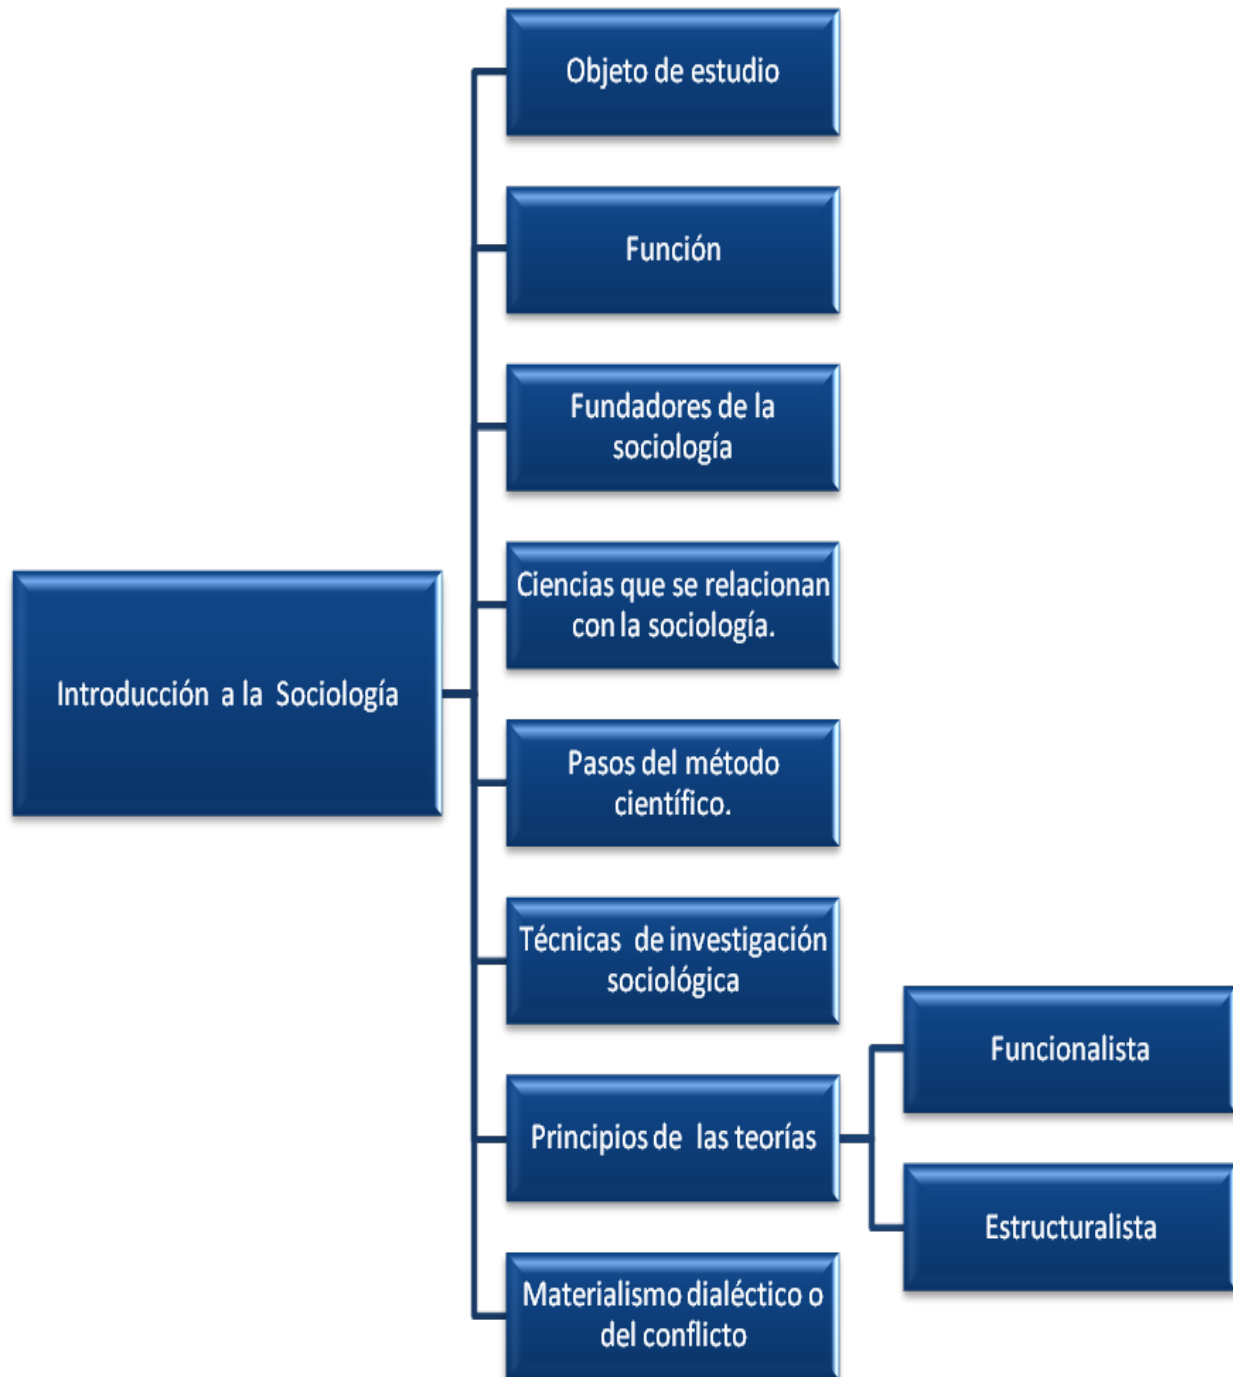 Objeto de estudio
Función
Fundadores de la
sociología
Ciencias que se relacionan
con la sociología.
Introducción a la Sociología
Pasos del método
científico.
Técnicas de investigación
sociológica
Principios de las teorías
Funcionalista
Estructuralista
Materialismo dialéctico o
del conflicto